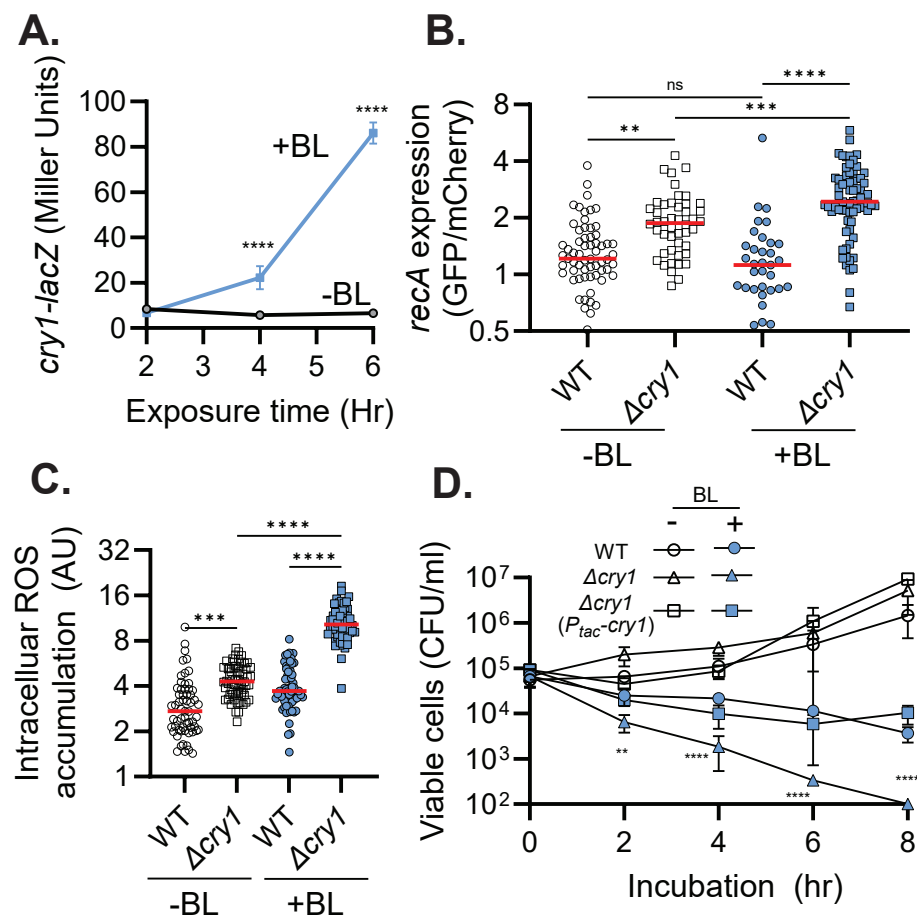 A.
cry1-lacZ (Miller Units)
100
80
60
40
20
0
+BL
-BL
****
****
2 3 4 5 6
Exposure time (Hr)
B.
recA expression
(GFP/mCherry)
8
4
2
1
0.5
ns
****
***
**
WT
Δcry1
WT
Δcry1
-BL
+BL
C.
Intracelluar ROS
accumulation (AU)
32
16
8
4
2
1
****
****
***
WT
Δcry1
WT
Δcry1
-BL
+BL
D.
BL
- +
WT
Δcry1
Δcry1
(Ptac-cry1)
Viable cells (CFU/ml)
10⁷
10⁶
10⁵
10⁴
10³
10²
**
****
****
****
0 2 4 6 8
Incubation (hr)